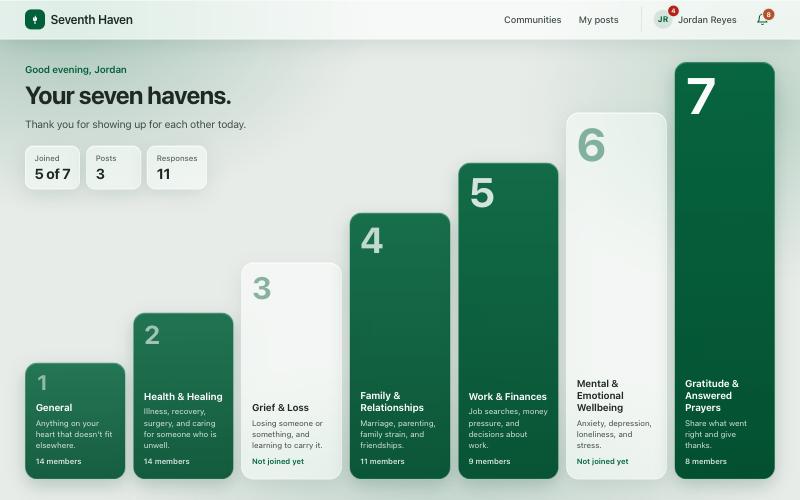 Seventh Haven
Communities
My posts
JR
4
Jordan Reyes
8
Good evening, Jordan
Your seven havens.
Thank you for showing up for each other today.
Joined
5 of 7
Posts
3
Responses
11
1
General
Anything on your
heart that doesn't fit
elsewhere.
14 members
2
Health & Healing
Illness, recovery,
surgery, and caring
for someone who is
unwell.
14 members
3
Grief & Loss
Losing someone or
something, and
learning to carry it.
Not joined yet
4
Family &
Relationships
Marriage, parenting,
family strain, and
friendships.
11 members
5
Work & Finances
Job searches, money
pressure, and
decisions about
work.
9 members
6
Mental &
Emotional
Wellbeing
Anxiety, depression,
loneliness, and
stress.
Not joined yet
7
Gratitude &
Answered
Prayers
Share what went
right and give
thanks.
8 members